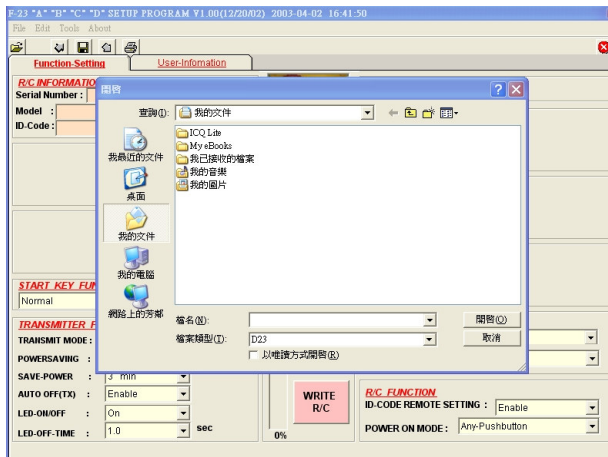 F-23 "A" "B" "C" "D" SETUP PROGRAM V1.00(12/20/02) 2003-04-02 16:41:50
File Edit Tools About
Function-Setting User-Infomation
R/C INFORMATIO
Serial Number :
Model :
ID-Code :
開啓
查詢(I): 我的文件
我最近的文件
桌面
我的文件
我的電腦
網路上的芳鄰
ICQ Lite
My eBooks
我已接收的檔案
我的音樂
我的圖片
檔名(N): 開啓(O)
檔案類型(T): D23 取消
以唯讀方式開啓(R)
START KEY FUN
Normal
TRANSMITTER F
TRANSMIT MODE :
POWERSAVING :
SAVE-POWER : 3 min
AUTO OFF(TX) : Enable
LED-ON/OFF : On
LED-OFF-TIME : 1.0 sec
0%
WRITE
R/C
R/C FUNCTION
ID-CODE REMOTE SETTING : Enable
POWER ON MODE : Any-Pushbutton